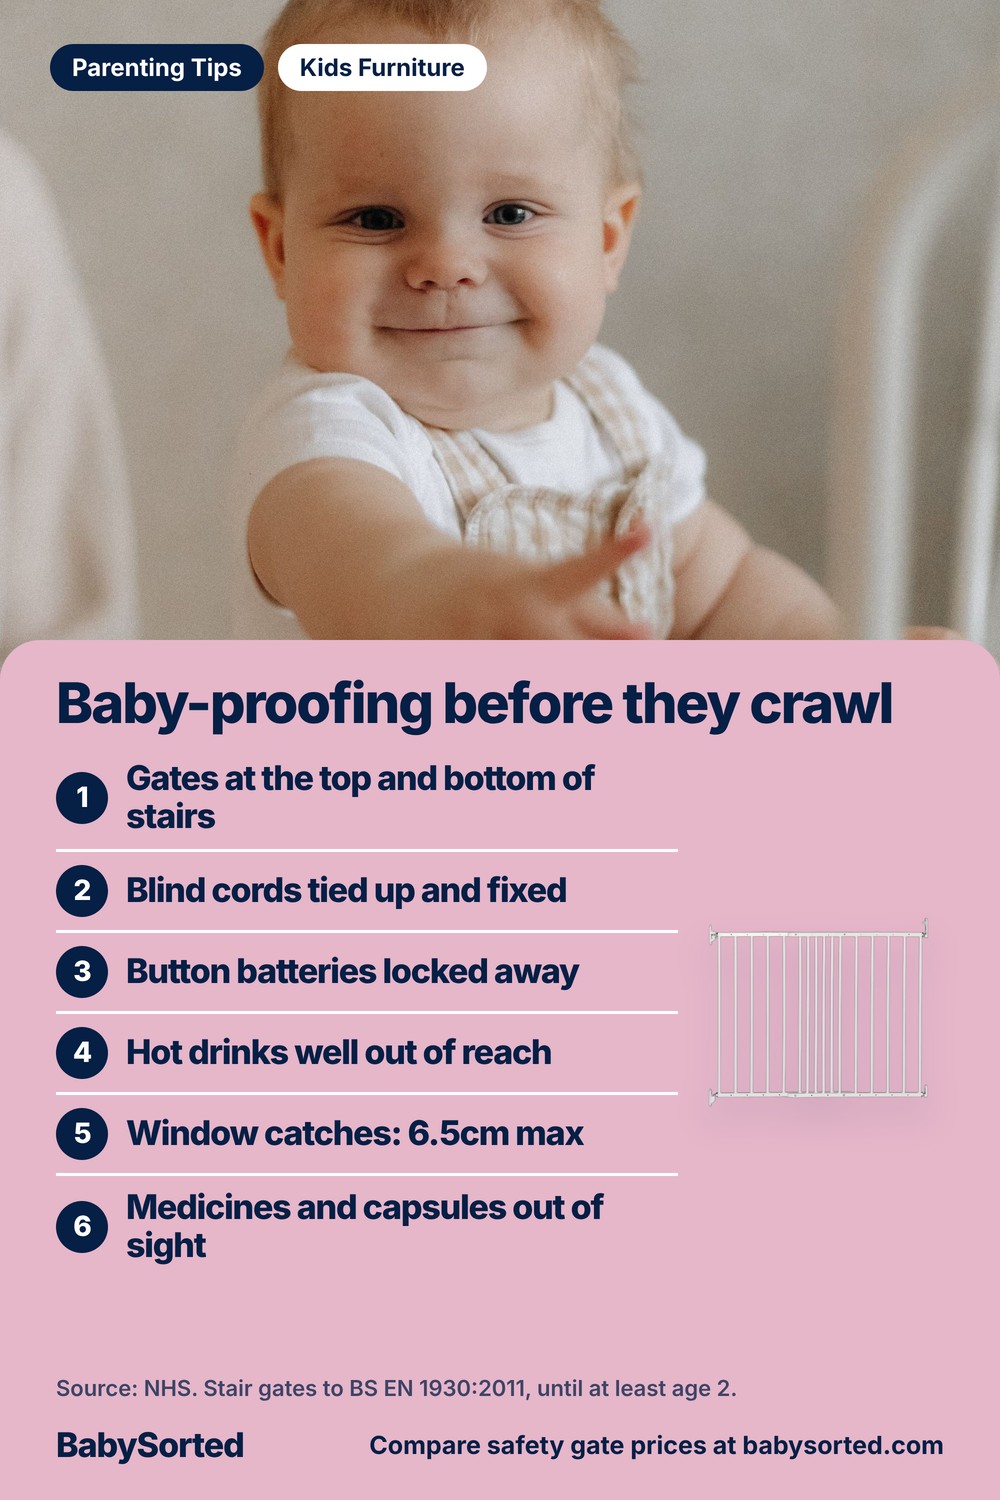 Parenting Tips
Kids Furniture
Baby-proofing before they crawl
1 Gates at the top and bottom of
stairs
2 Blind cords tied up and fixed
3 Button batteries locked away
4 Hot drinks well out of reach
5 Window catches: 6.5cm max
6 Medicines and capsules out of
sight
Source: NHS. Stair gates to BS EN 1930:2011, until at least age 2.
BabySorted
Compare safety gate prices at babysorted.com